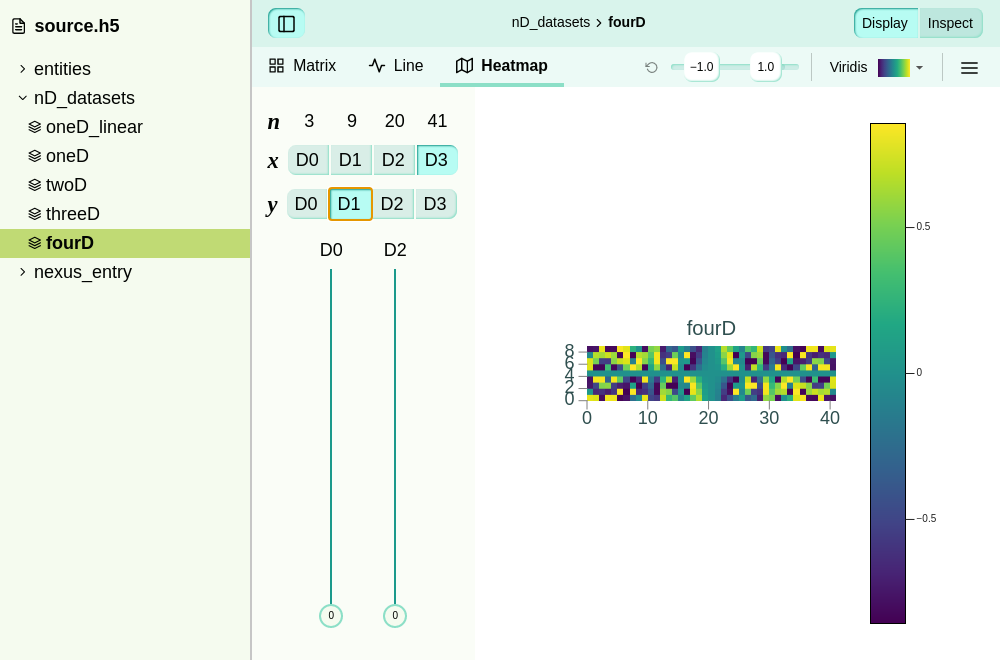 source.h5
entities
nD_datasets
oneD_linear
oneD
twoD
threeD
fourD
nexus_entry
nD_datasets › fourD
Display Inspect
Matrix Line Heatmap −1.0 1.0 Viridis
n 3 9 20 41
x D0 D1 D2 D3
y D0 D1 D2 D3
D0 D2
0 0
fourD
8
6
4
2
0
0 10 20 30 40
0.5
0
−0.5